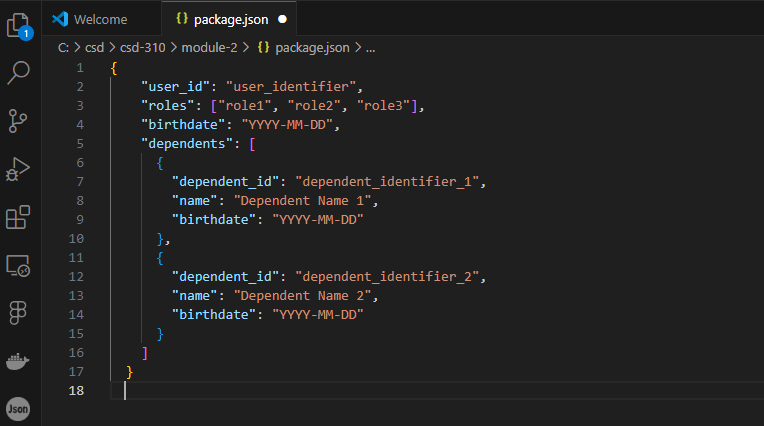 Welcome
{} package.json
1
C: > csd > csd-310 > module-2 > {} package.json > ...
1 {
2 "user_id": "user_identifier",
3 "roles": ["role1", "role2", "role3"],
4 "birthdate": "YYYY-MM-DD",
5 "dependents": [
6 {
7 "dependent_id": "dependent_identifier_1",
8 "name": "Dependent Name 1",
9 "birthdate": "YYYY-MM-DD"
10 },
11 {
12 "dependent_id": "dependent_identifier_2",
13 "name": "Dependent Name 2",
14 "birthdate": "YYYY-MM-DD"
15 }
16 ]
17 }
18
Json